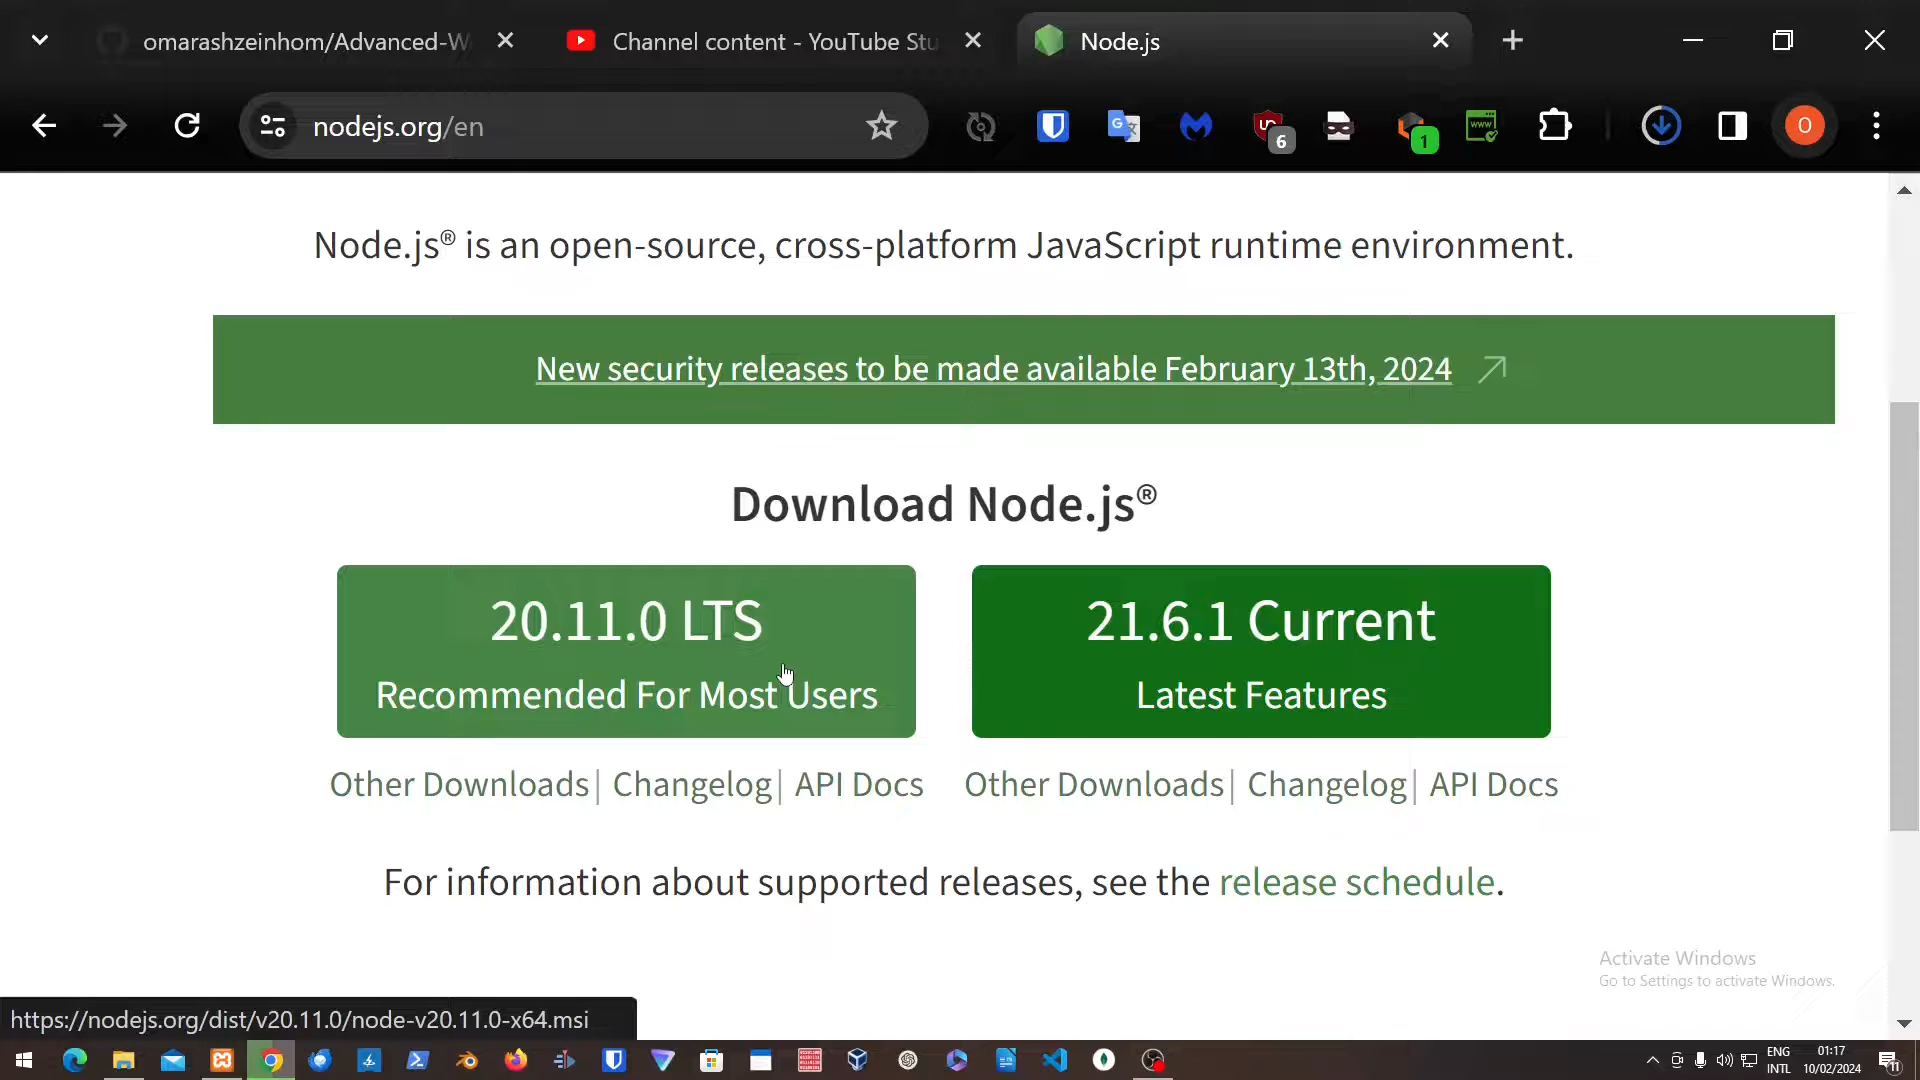 omarashzeinhom/Advanced-W
Channel content - YouTube Stu
Node.js
nodejs.org/en
6
1
O
Node.js® is an open-source, cross-platform JavaScript runtime environment.
New security releases to be made available February 13th, 2024
Download Node.js®
20.11.0 LTS
Recommended For Most Users
21.6.1 Current
Latest Features
Other Downloads | Changelog | API Docs
Other Downloads | Changelog | API Docs
For information about supported releases, see the release schedule.
Activate Windows
Go to Settings to activate Windows.
https://nodejs.org/dist/v20.11.0/node-v20.11.0-x64.msi
ENG
INTL
01:17
10/02/2024
11